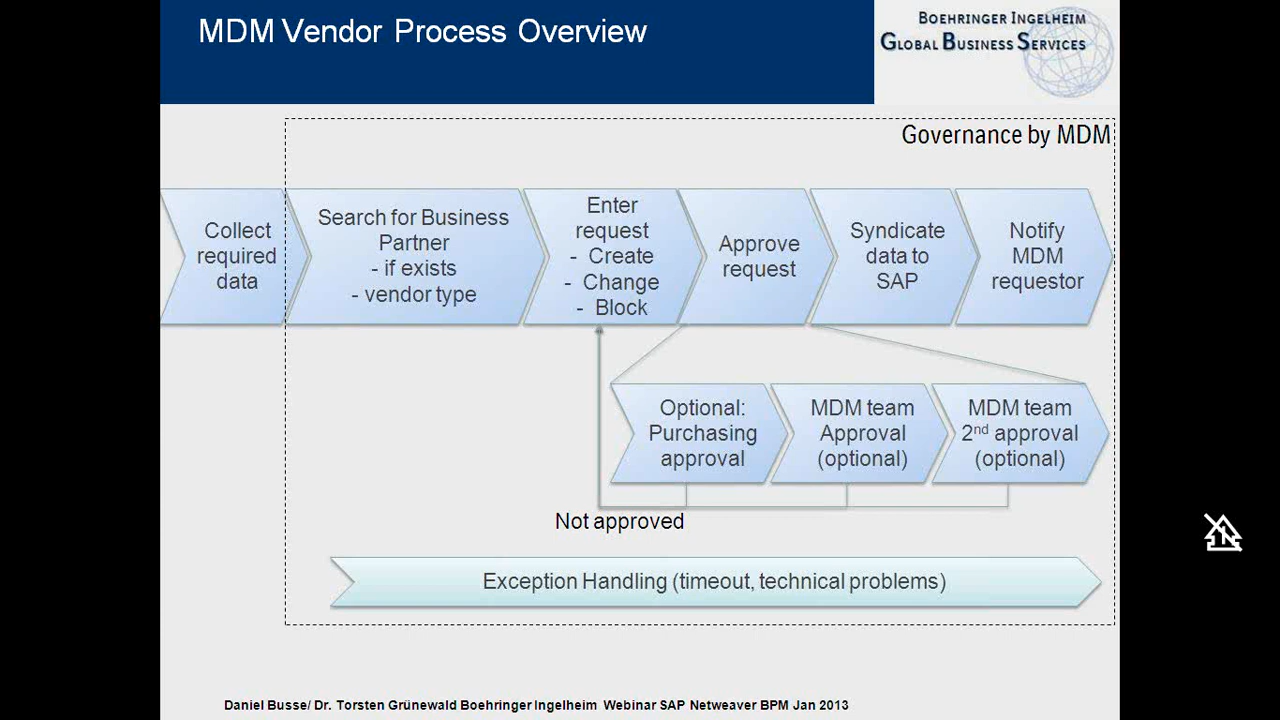 MDM Vendor Process Overview
BOEHRINGER INGELHEIM
GLOBAL BUSINESS SERVICES
Governance by MDM
Collect
required
data
Search for Business
Partner
- if exists
- vendor type
Enter
request
- Create
- Change
- Block
Approve
request
Syndicate
data to
SAP
Notify
MDM
requestor
Optional:
Purchasing
approval
MDM team
Approval
(optional)
MDM team
2nd approval
(optional)
Not approved
Exception Handling (timeout, technical problems)
Daniel Busse/ Dr. Torsten Grünewald Boehringer Ingelheim Webinar SAP Netweaver BPM Jan 2013